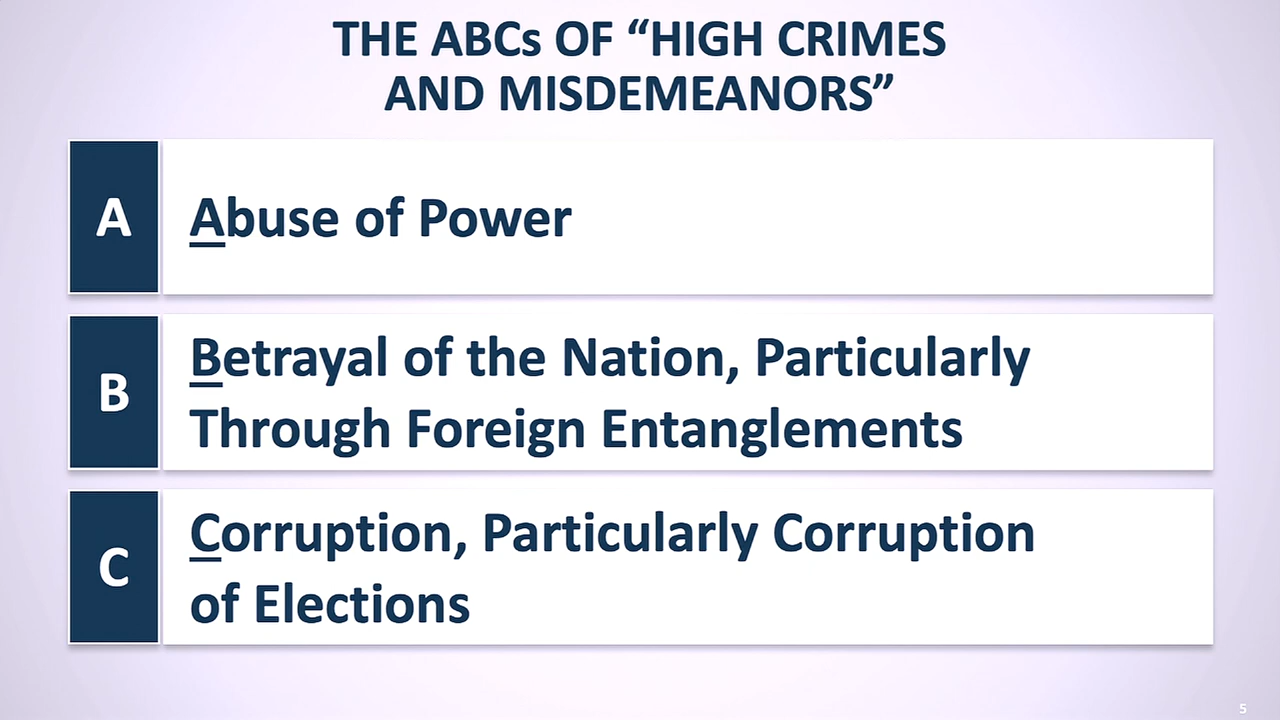 THE ABCs OF “HIGH CRIMES
AND MISDEMEANORS”
A
Abuse of Power
B
Betrayal of the Nation, Particularly
Through Foreign Entanglements
C
Corruption, Particularly Corruption
of Elections
5